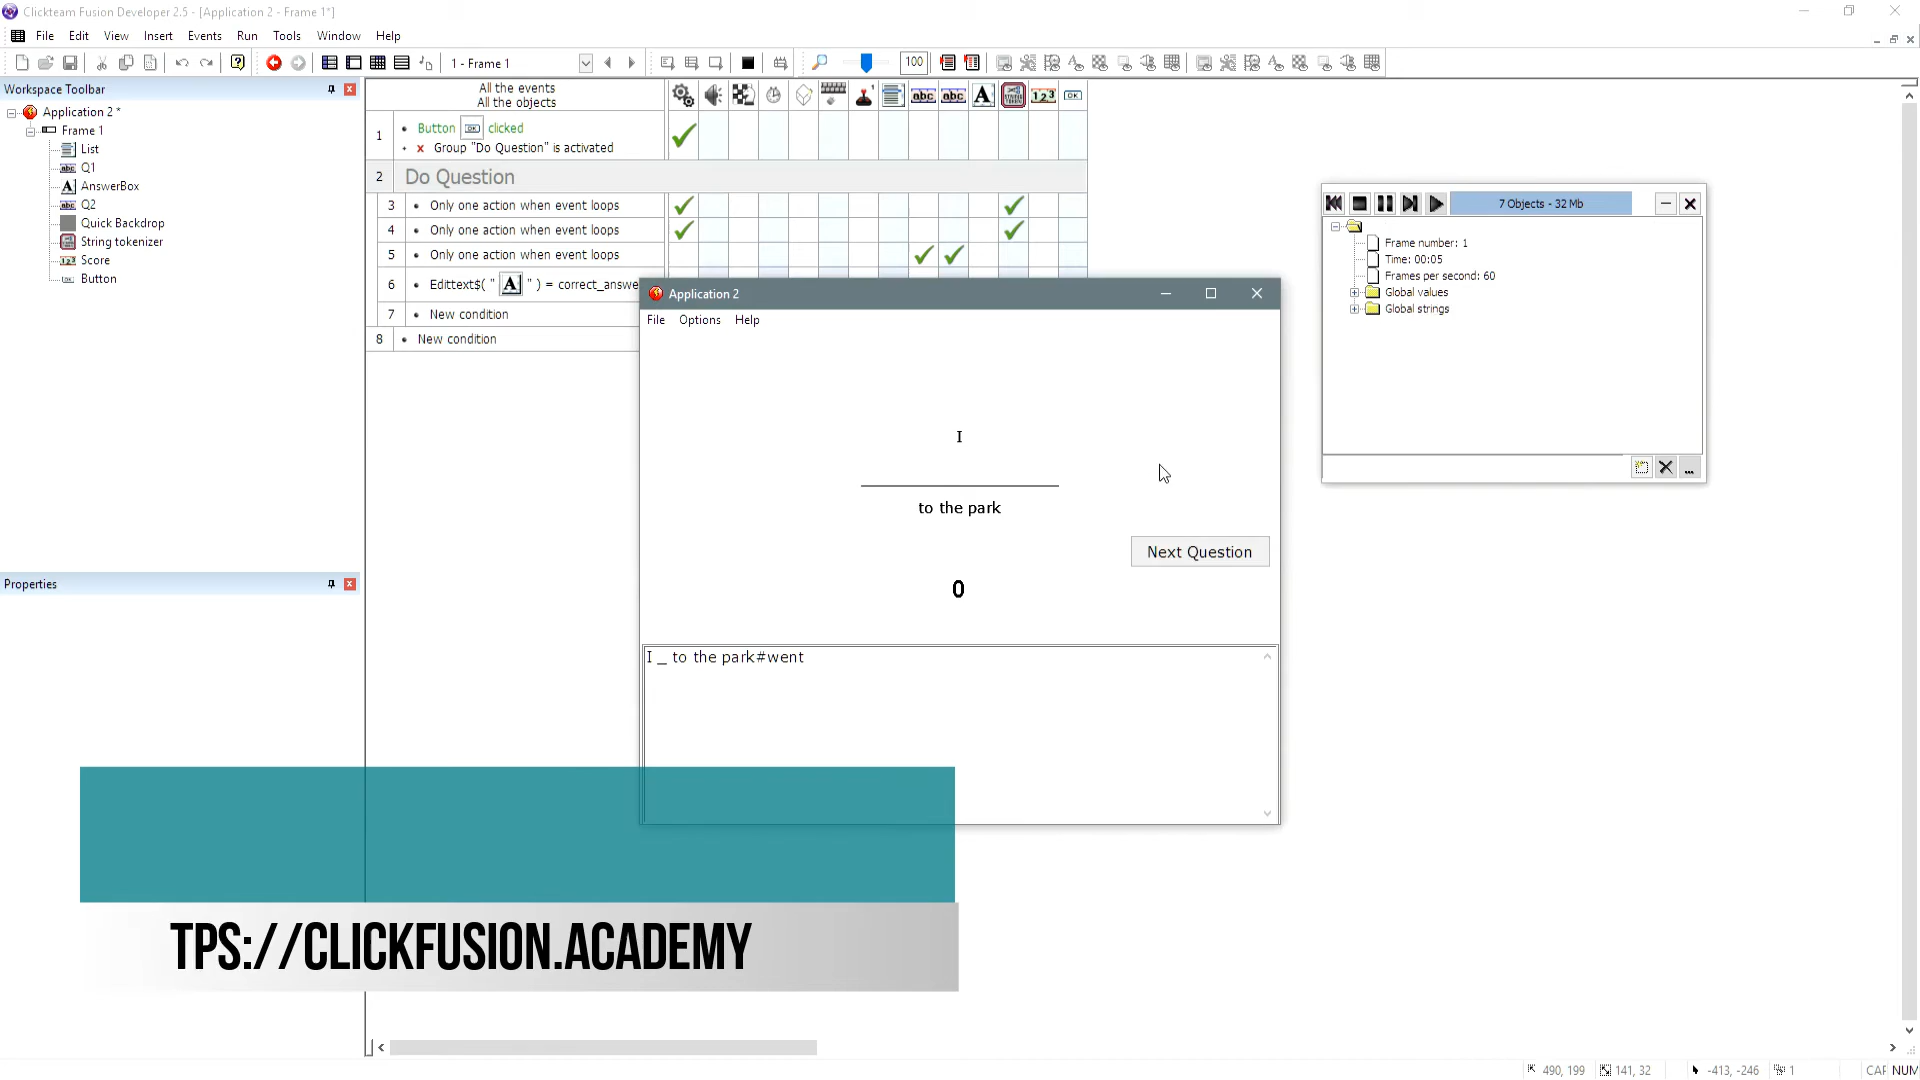 Clickteam Fusion Developer 2.5 - [Application 2 - Frame 1*]
File Edit View Insert Events Run Tools Window Help
1 - Frame 1
100
Workspace Toolbar
Application 2 *
Frame 1
List
Q1
AnswerBox
Q2
Quick Backdrop
String tokenizer
Score
Button
Properties
All the events
All the objects
1
Button OK clicked
X Group "Do Question" is activated
2 Do Question
3 Only one action when event loops
4 Only one action when event loops
5 Only one action when event loops
6 Edittext$( " A " ) = correct_answe
7 New condition
8 New condition
abc abc A 123 OK
Application 2
File Options Help
I
to the park
Next Question
0
I _ to the park#went
7 Objects - 32 Mb
Frame number: 1
Time: 00:05
Frames per second: 60
Global values
Global strings
...
TPS://CLICKFUSION.ACADEMY
490, 199 141, 32 -413, -246 1 CAP NUM